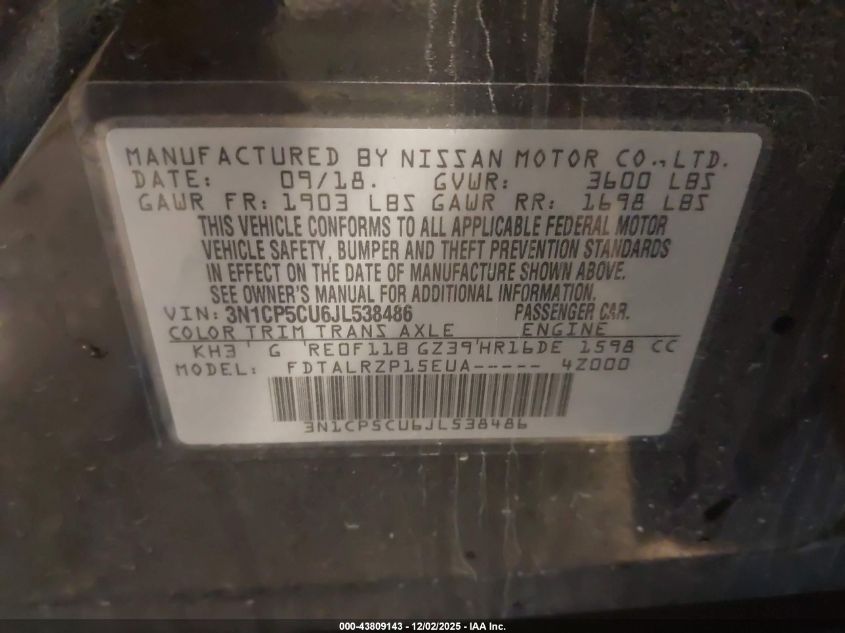 MANUFACTURED BY NISSAN MOTOR CO.,LTD.
DATE: 09/18. GVWR: 3600 LBS
GAWR FR: 1903 LBS GAWR RR: 1698 LBS
THIS VEHICLE CONFORMS TO ALL APPLICABLE FEDERAL MOTOR
VEHICLE SAFETY, BUMPER AND THEFT PREVENTION STANDARDS
IN EFFECT ON THE DATE OF MANUFACTURE SHOWN ABOVE.
SEE OWNER'S MANUAL FOR ADDITIONAL INFORMATION.
VIN: 3N1CP5CU6JL538486 PASSENGER CAR.
COLOR TRIM TRANS AXLE ENGINE
KH3' G 'RE0F11B GZ39'HR16DE 1598 CC
MODEL: FDTALRZP15EUA----- 4Z000
3N1CP5CU6JL538486
000-43809143 - 12/02/2025 - IAA Inc.